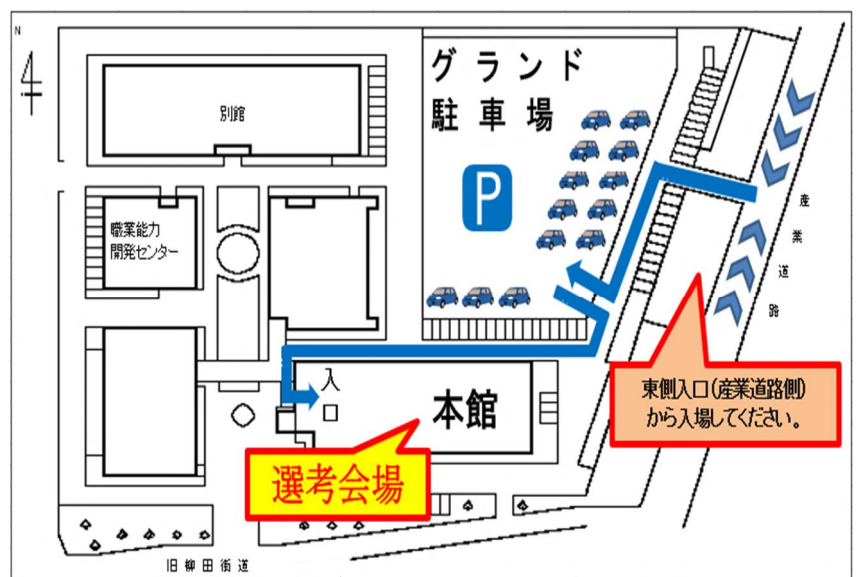 N
グランド
駐車場
P
別館
職業能力
開発センター
産業道路
東側入口(産業道路側)
から入場してください。
入口
本館
選考会場
旧柳田街道